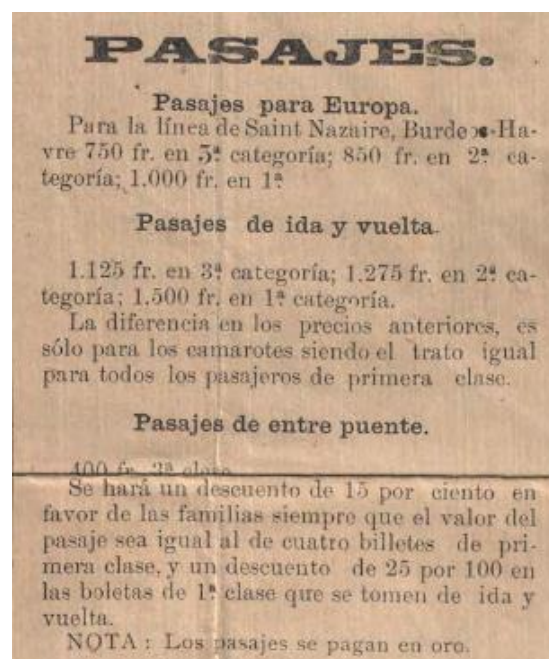 PASAJES.
Pasajes para Europa.
Para la línea de Saint Nazaire, Ha-
vre 750 fr. en 3ª categoría; 850 fr. en 2ª ca-
tegoría; 1.000 fr. en 1ª
Pasajes de ida y vuelta.
1.125 fr. en 3ª categoría; 1.275 fr. en 2ª ca-
tegoría; 1.500 fr. en 1ª categoría.
La diferencia en los precios anteriores, es
sólo para los camarotes siendo el trato igual
para todos los pasajeros de primera clase.
Pasajes de entre puente.
400 fr. clase
Se hará un descuento de 15 por ciento en
favor de las familias siempre que el valor del
pasaje sea igual al de cuatro billetes de pri-
mera clase, y un descuento de 25 por 100 en
las boletas de 1ª clase que se tomen de ida y
vuelta.
NOTA: Los pasajes se pagan en oro.